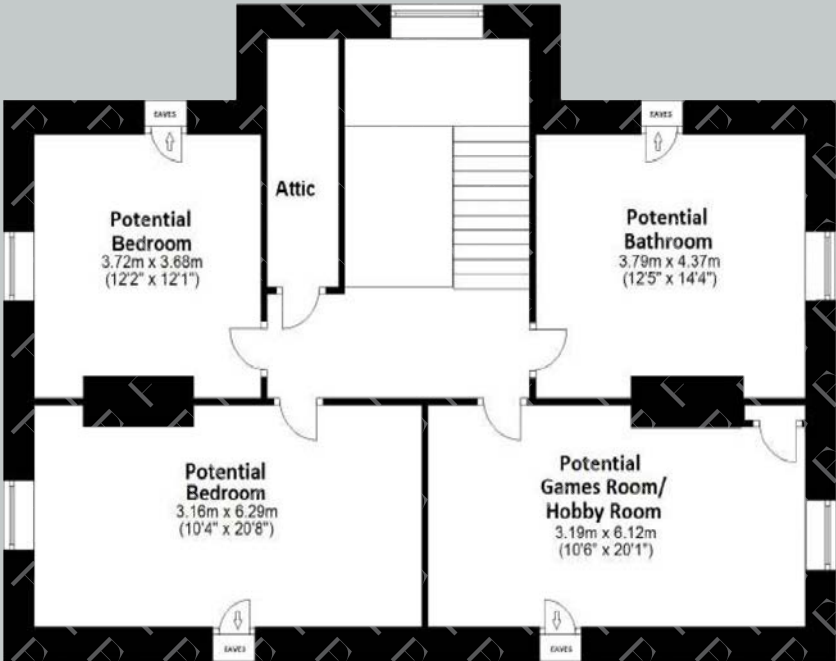 EAVES
EAVES
Attic
Potential
Bedroom
3.72m x 3.68m
(12'2" x 12'1")
Potential
Bathroom
3.79m x 4.37m
(12'5" x 14'4")
Potential
Bedroom
3.16m x 6.29m
(10'4" x 20'8")
Potential
Games Room/
Hobby Room
3.19m x 6.12m
(10'6" x 20'1")
EAVES
EAVES